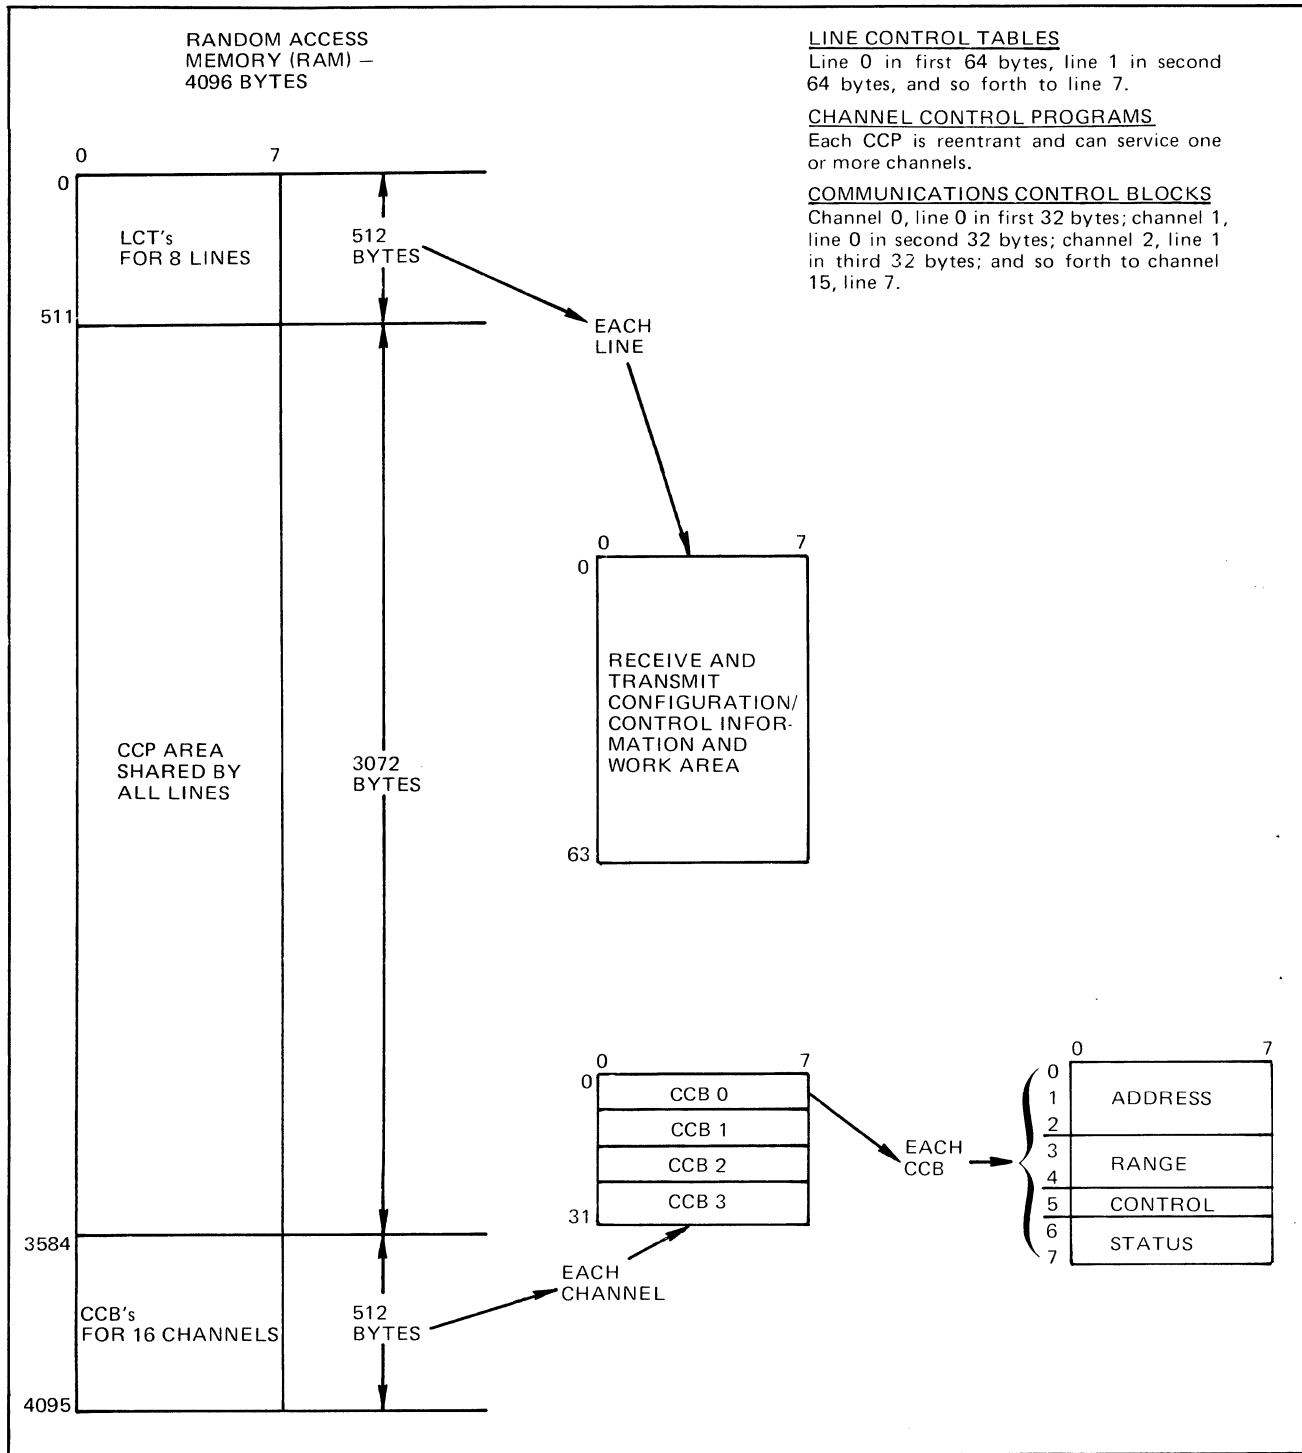 RANDOM ACCESS
MEMORY (RAM) –
4096 BYTES
LINE CONTROL TABLES
Line 0 in first 64 bytes, line 1 in second
64 bytes, and so forth to line 7.
CHANNEL CONTROL PROGRAMS
Each CCP is reentrant and can service one
or more channels.
COMMUNICATIONS CONTROL BLOCKS
Channel 0, line 0 in first 32 bytes; channel 1,
line 0 in second 32 bytes; channel 2, line 1
in third 32 bytes; and so forth to channel
15, line 7.
0 7
0
LCT's
FOR 8 LINES
512
BYTES
511
EACH
LINE
0 7
0
RECEIVE AND
TRANSMIT
CONFIGURATION/
CONTROL INFOR-
MATION AND
WORK AREA
63
CCP AREA
SHARED BY
ALL LINES
3072
BYTES
0 7
0
CCB 0
CCB 1
CCB 2
CCB 3
31
EACH
CCB
0 7
0
1
2
ADDRESS
3
4
RANGE
5
CONTROL
6
7
STATUS
3584
EACH
CHANNEL
CCB's
FOR 16 CHANNELS
512
BYTES
4095